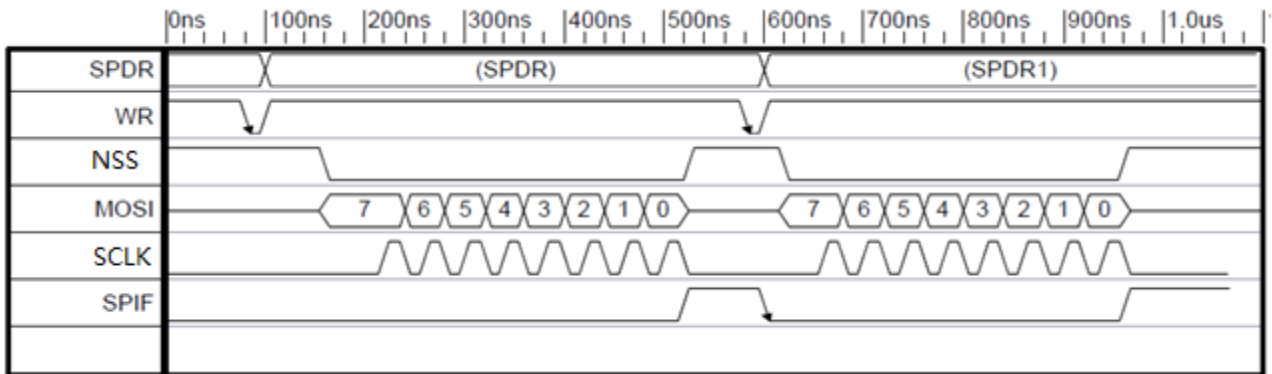 0ns 100ns 200ns 300ns 400ns 500ns 600ns 700ns 800ns 900ns 1.0us
SPDR (SPDR) (SPDR1)
WR
NSS
MOSI 7 6 5 4 3 2 1 0 7 6 5 4 3 2 1 0
SCLK
SPIF